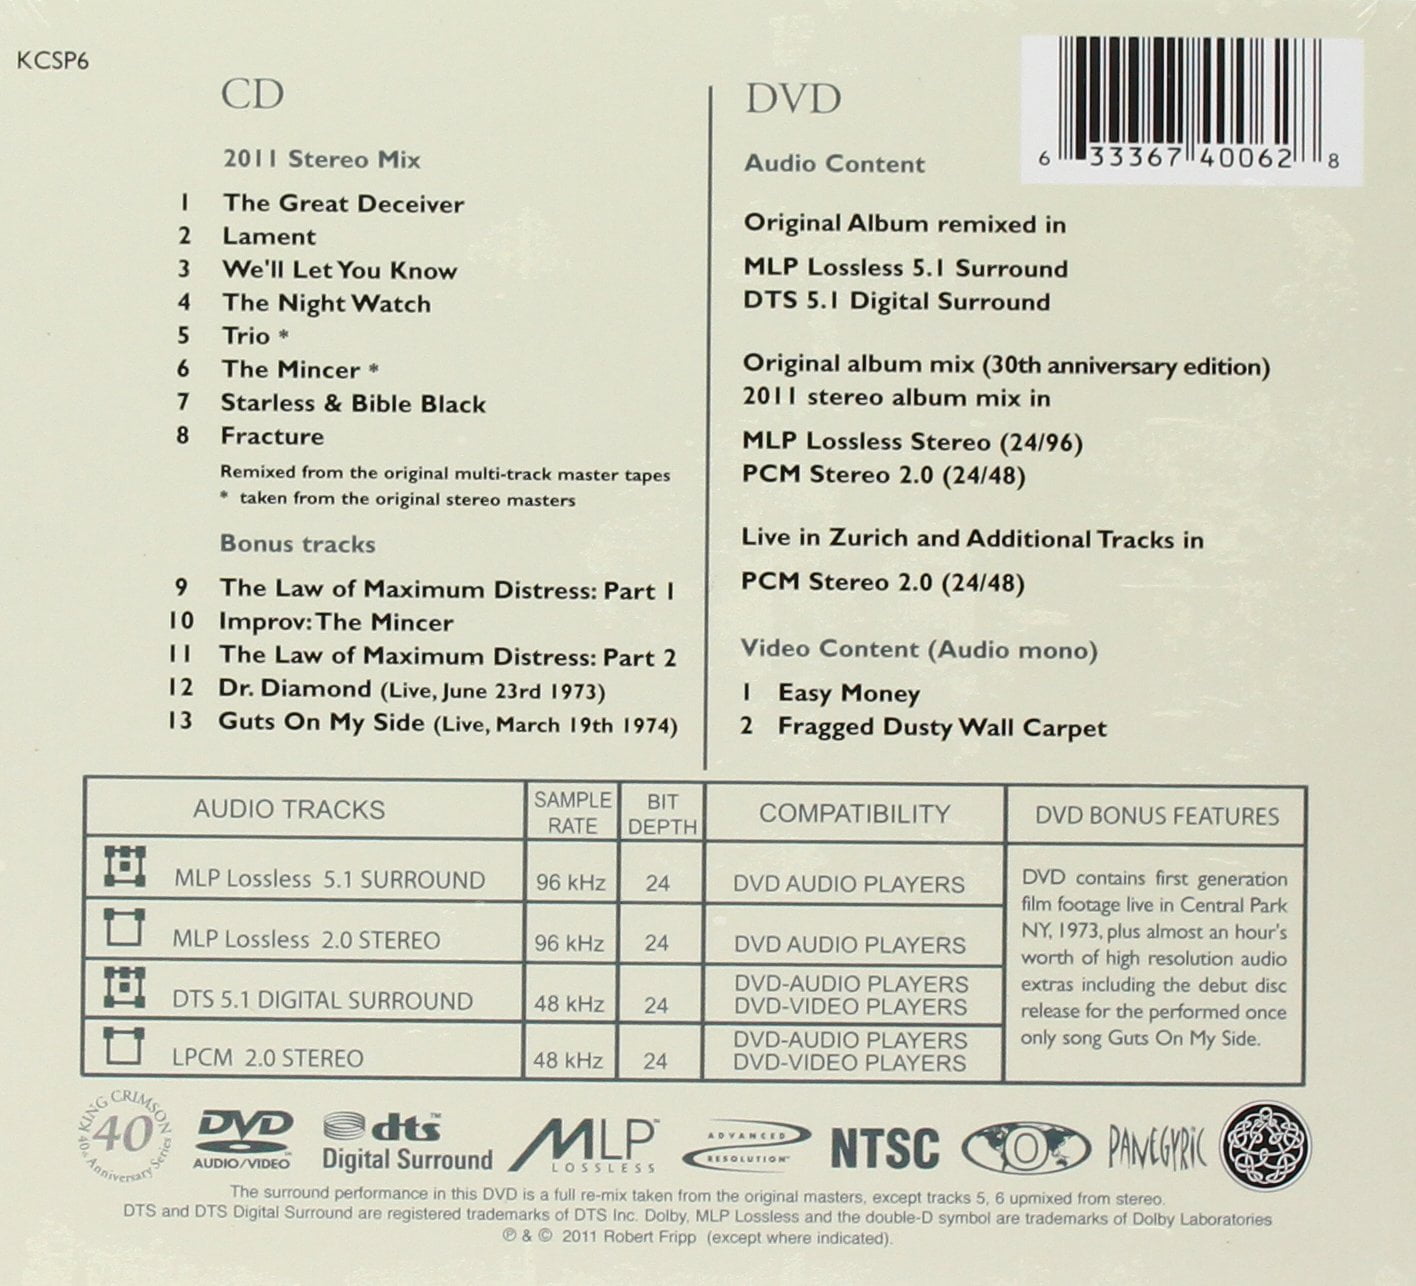 KCSP6
CD
2011 Stereo Mix
1 The Great Deceiver
2 Lament
3 We'll Let You Know
4 The Night Watch
5 Trio *
6 The Mincer *
7 Starless & Bible Black
8 Fracture
Remixed from the original multi-track master tapes
* taken from the original stereo masters
Bonus tracks
9 The Law of Maximum Distress: Part 1
10 Improv: The Mincer
11 The Law of Maximum Distress: Part 2
12 Dr. Diamond (Live, June 23rd 1973)
13 Guts On My Side (Live, March 19th 1974)
DVD
6 33367 40062 8
Audio Content
Original Album remixed in
MLP Lossless 5.1 Surround
DTS 5.1 Digital Surround
Original album mix (30th anniversary edition)
2011 stereo album mix in
MLP Lossless Stereo (24/96)
PCM Stereo 2.0 (24/48)
Live in Zurich and Additional Tracks in
PCM Stereo 2.0 (24/48)
Video Content (Audio mono)
1 Easy Money
2 Fragged Dusty Wall Carpet
AUDIO TRACKS SAMPLE RATE BIT DEPTH COMPATIBILITY DVD BONUS FEATURES
MLP Lossless 5.1 SURROUND 96 kHz 24 DVD AUDIO PLAYERS
MLP Lossless 2.0 STEREO 96 kHz 24 DVD AUDIO PLAYERS
DTS 5.1 DIGITAL SURROUND 48 kHz 24 DVD-AUDIO PLAYERS
DVD-VIDEO PLAYERS
LPCM 2.0 STEREO 48 kHz 24 DVD-AUDIO PLAYERS
DVD-VIDEO PLAYERS
DVD contains first generation
film footage live in Central Park
NY, 1973, plus almost an hour's
worth of high resolution audio
extras including the debut disc
release for the performed once
only song Guts On My Side.
KING CRIMSON
40
40th Anniversary Series
DVD
AUDIO/VIDEO™
dts™
Digital Surround
MLP™
LOSSLESS
ADVANCED
RESOLUTION™
NTSC
PANEGYRIC
The surround performance in this DVD is a full re-mix taken from the original masters, except tracks 5, 6 upmixed from stereo.
DTS and DTS Digital Surround are registered trademarks of DTS Inc. Dolby, MLP Lossless and the double-D symbol are trademarks of Dolby Laboratories
℗ & © 2011 Robert Fripp (except where indicated).